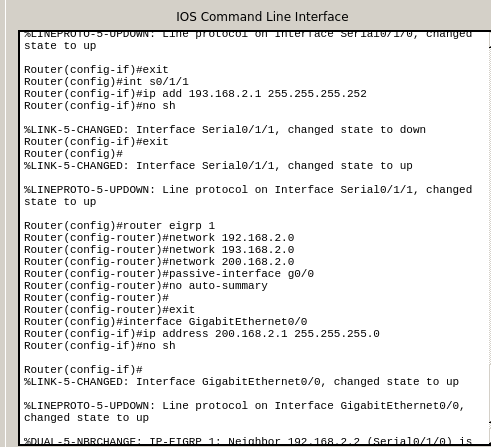 IOS Command Line Interface
%LINEPROTO-5-UPDOWN: Line protocol on Interface Serial0/1/0, changed
state to up
Router(config-if)#exit
Router(config)#int s0/1/1
Router(config-if)#ip add 193.168.2.1 255.255.255.252
Router(config-if)#no sh
%LINK-5-CHANGED: Interface Serial0/1/1, changed state to down
Router(config-if)#exit
Router(config)#
%LINK-5-CHANGED: Interface Serial0/1/1, changed state to up
%LINEPROTO-5-UPDOWN: Line protocol on Interface Serial0/1/1, changed
state to up
Router(config)#router eigrp 1
Router(config-router)#network 192.168.2.0
Router(config-router)#network 193.168.2.0
Router(config-router)#network 200.168.2.0
Router(config-router)#passive-interface g0/0
Router(config-router)#no auto-summary
Router(config-router)#
Router(config-router)#exit
Router(config)#interface GigabitEthernet0/0
Router(config-if)#ip address 200.168.2.1 255.255.255.0
Router(config-if)#no sh
Router(config-if)#
%LINK-5-CHANGED: Interface GigabitEthernet0/0, changed state to up
%LINEPROTO-5-UPDOWN: Line protocol on Interface GigabitEthernet0/0,
changed state to up
%DUAL-5-NBRCHANGE: IP-EIGRP 1: Neighbor 192.168.2.2 (Serial0/1/0) is